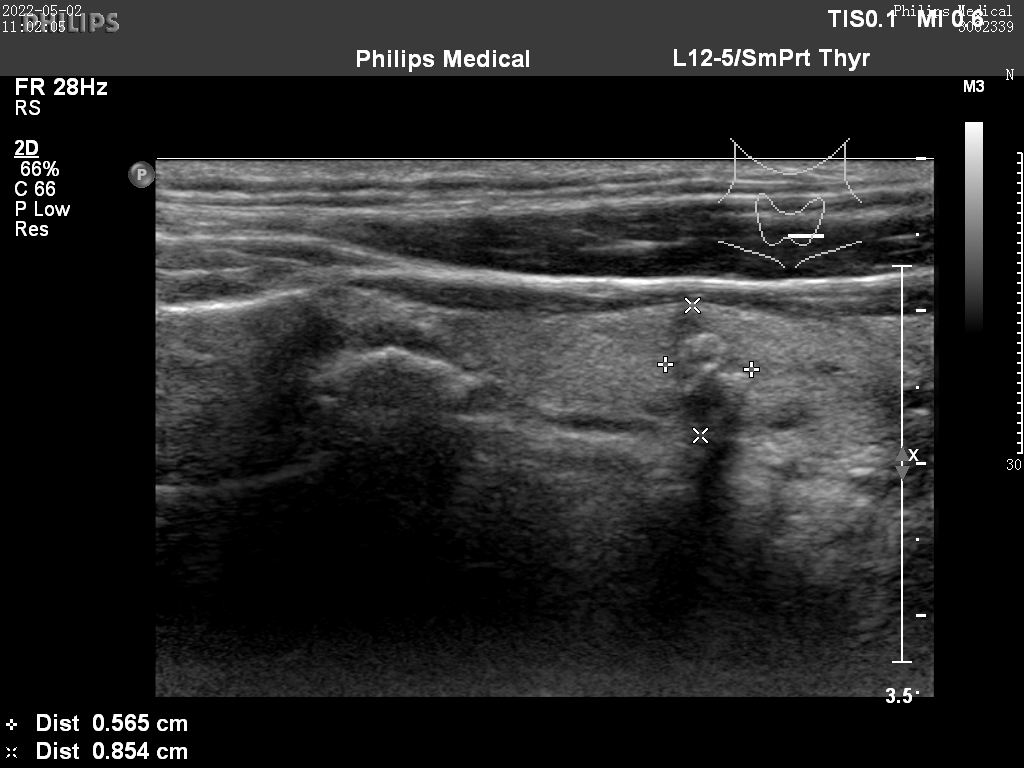 2022-05-02
11:02:05
PHILIPS
Philips Medical
TIS0.1 MI 0.6
Philips Medical
L12-5/SmPrt Thyr
FR 28Hz
RS
2D
66%
C 66
P Low
Res
P
N
M3
X
30
3.5
Dist 0.565 cm
Dist 0.854 cm